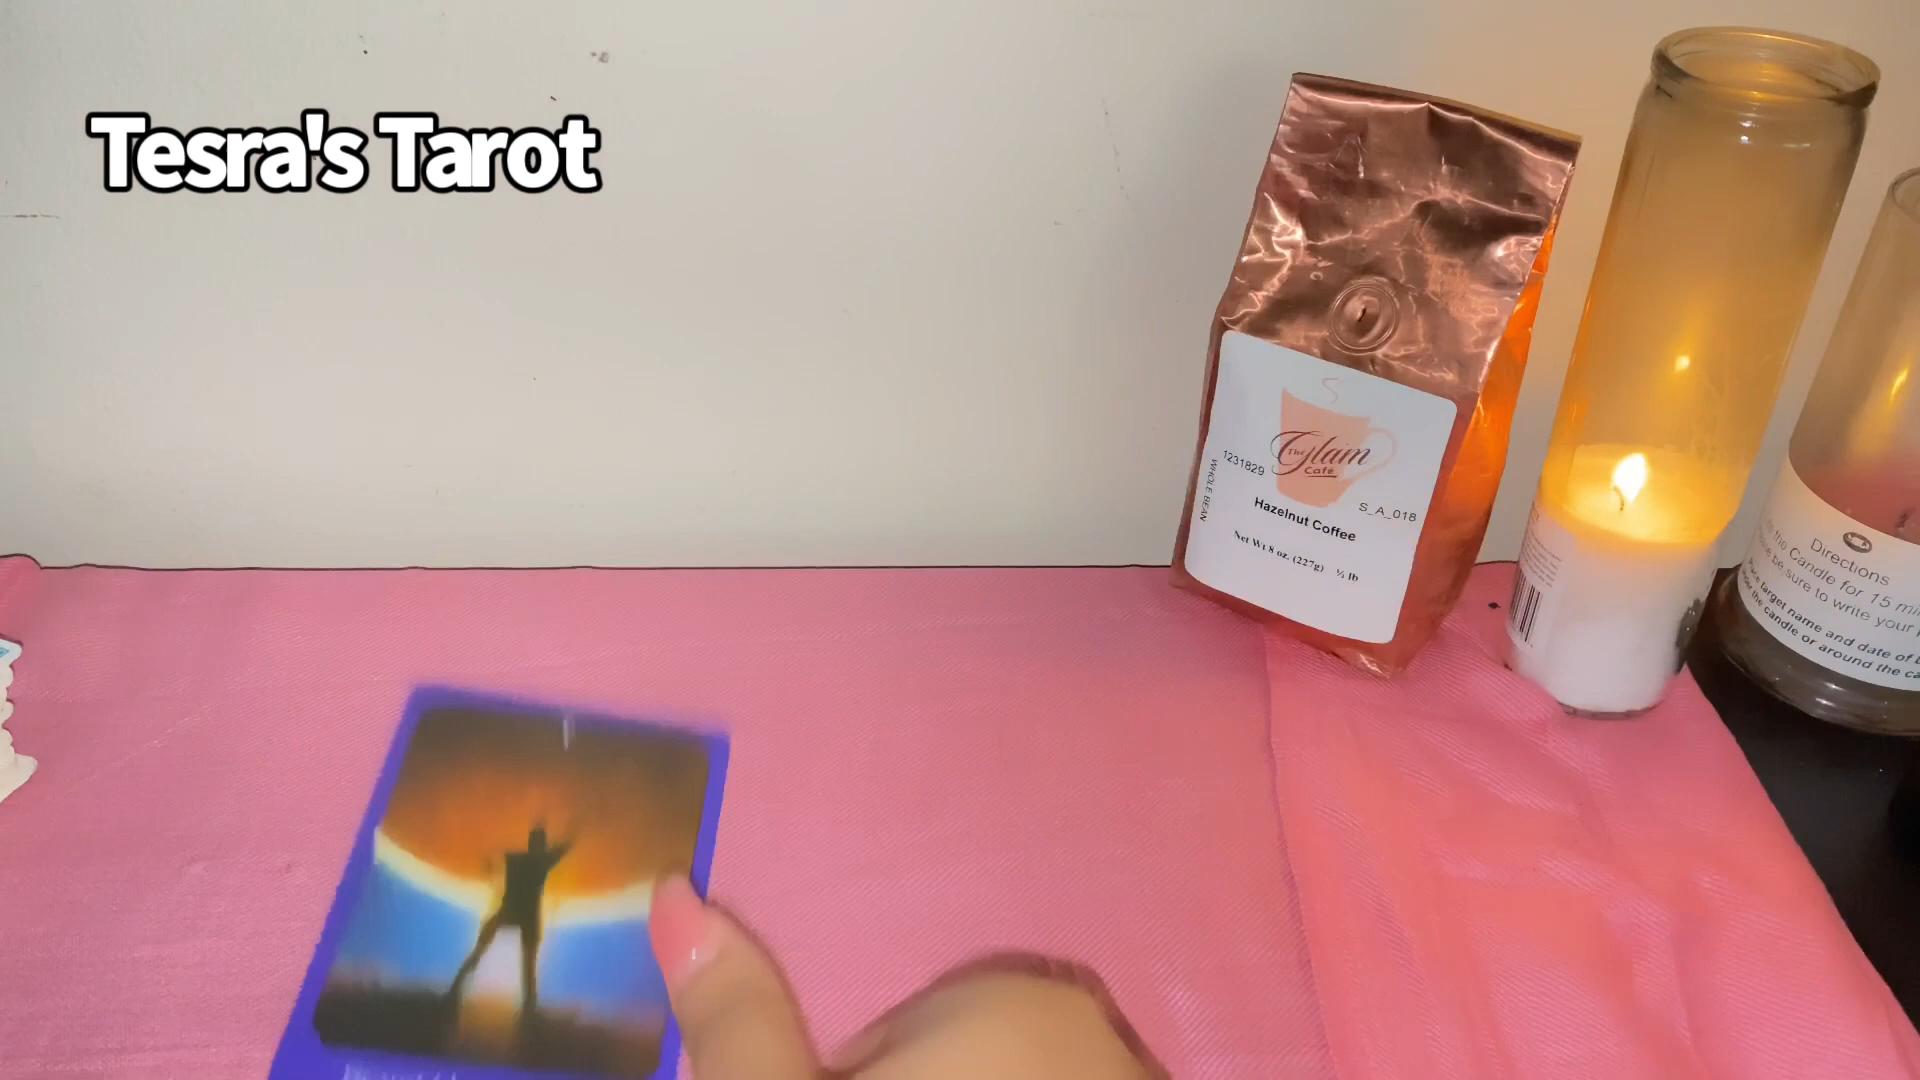 Tesra's Tarot
The Glam
Café
1231829
S_A_018
WHOLE BEAN
Hazelnut Coffee
Net Wt 8 oz. (227g) ½ lb
Directions
the Candle for 15
be sure to write your
target name and date of
the candle or around the